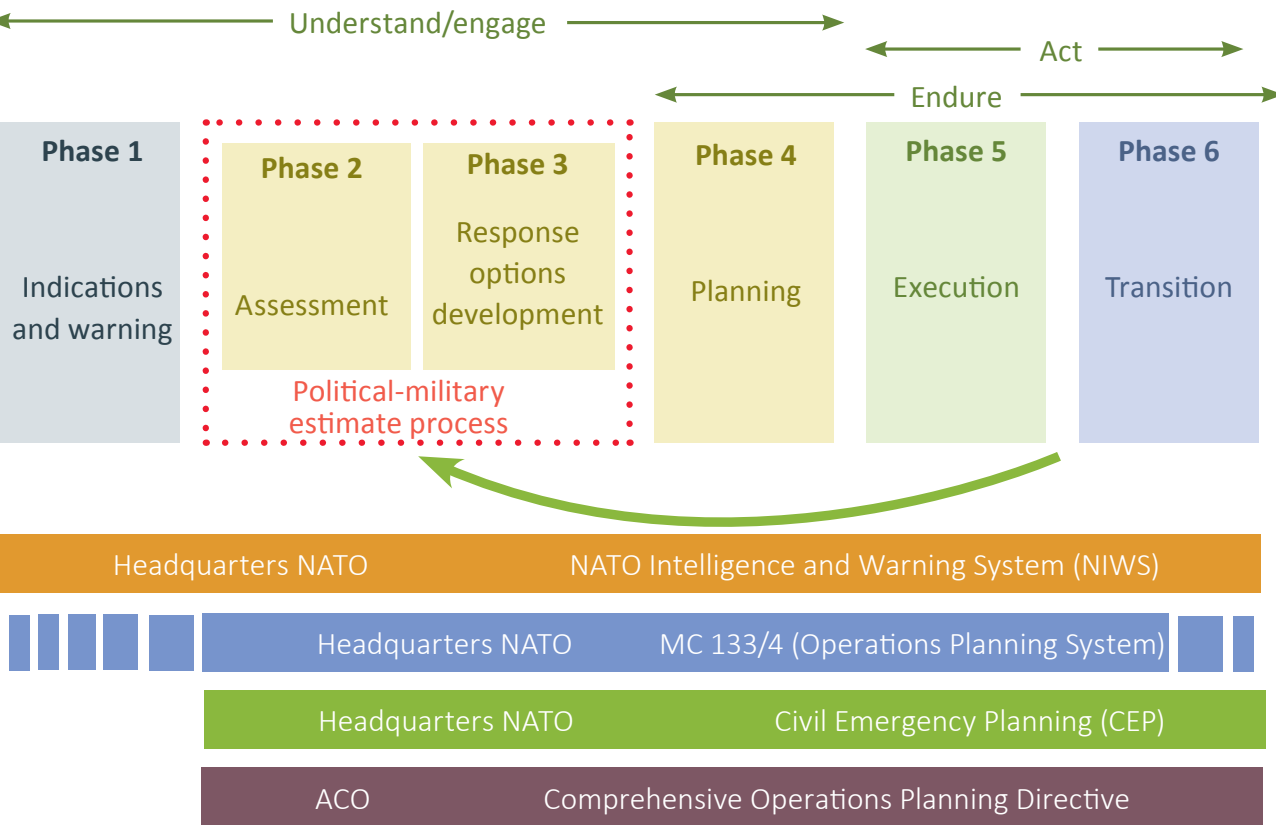 Understand/engage
Act
Endure
Phase 1
Indications
and warning
Phase 2
Assessment
Phase 3
Response
options
development
Political-military
estimate process
Phase 4
Planning
Phase 5
Execution
Phase 6
Transition
Headquarters NATO NATO Intelligence and Warning System (NIWS)
Headquarters NATO MC 133/4 (Operations Planning System)
Headquarters NATO Civil Emergency Planning (CEP)
ACO Comprehensive Operations Planning Directive